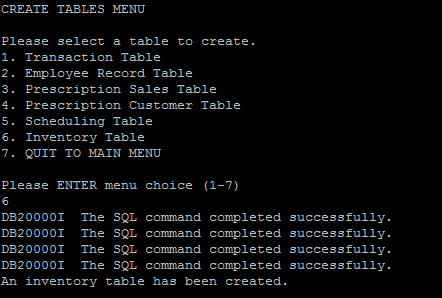 CREATE TABLES MENU
Please select a table to create.
1. Transaction Table
2. Employee Record Table
3. Prescription Sales Table
4. Prescription Customer Table
5. Scheduling Table
6. Inventory Table
7. QUIT TO MAIN MENU
Please ENTER menu choice (1-7)
6
DB20000I  The SQL command completed successfully.
DB20000I  The SQL command completed successfully.
DB20000I  The SQL command completed successfully.
DB20000I  The SQL command completed successfully.
An inventory table has been created.